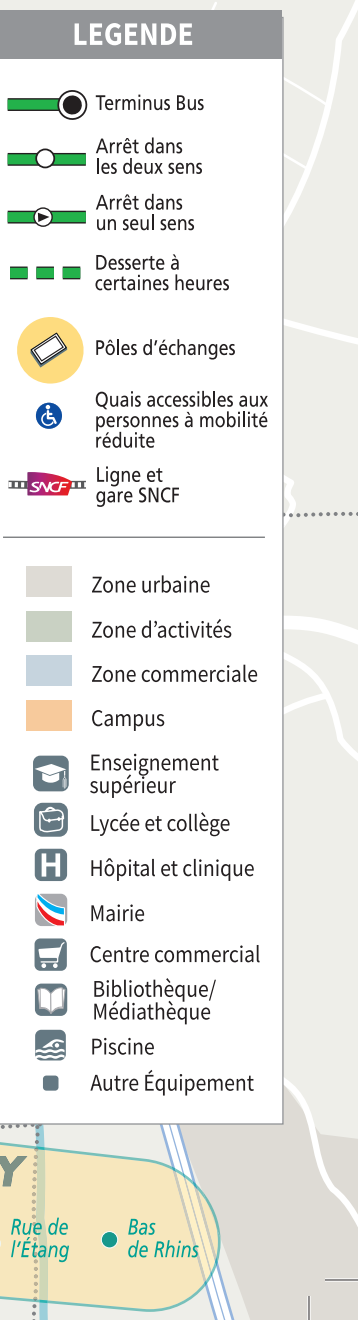 LEGENDE
Terminus Bus
Arrêt dans
les deux sens
Arrêt dans
un seul sens
Desserte à
certaines heures
Pôles d'échanges
Quais accessibles aux
personnes à mobilité
réduite
SNCF
Ligne et
gare SNCF
Zone urbaine
Zone d'activités
Zone commerciale
Campus
Enseignement
supérieur
Lycée et collège
H
Hôpital et clinique
Mairie
Centre commercial
Bibliothèque/
Médiathèque
Piscine
Autre Équipement
Y
Rue de
l'Étang
Bas
de Rhins